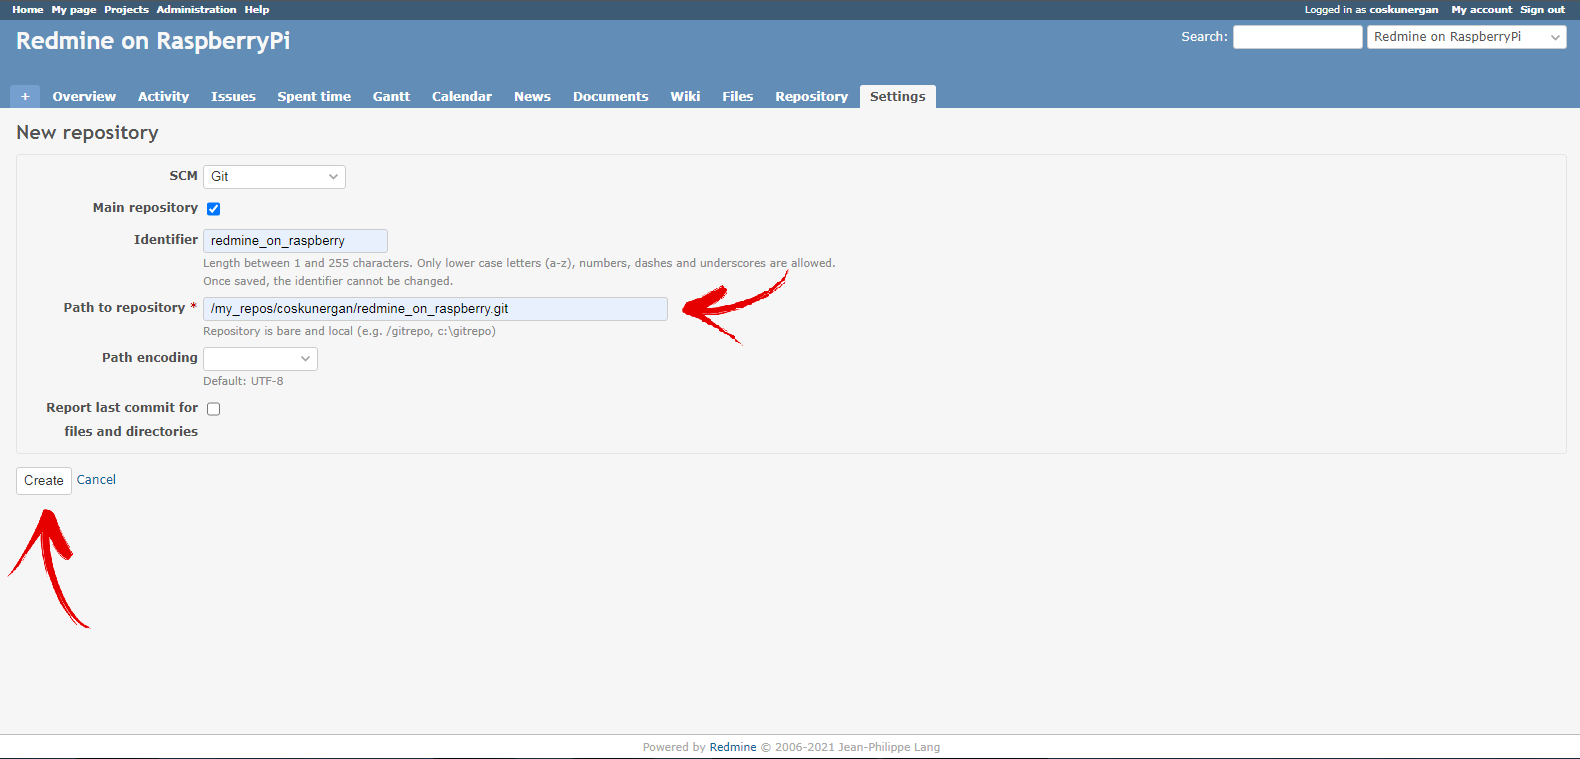 Home My page Projects Administration Help
Logged in as coskunergan My account Sign out
Redmine on RaspberryPi
Search: Redmine on RaspberryPi
+ Overview Activity Issues Spent time Gantt Calendar News Documents Wiki Files Repository Settings
New repository
SCM Git
Main repository
Identifier redmine_on_raspberry
Length between 1 and 255 characters. Only lower case letters (a-z), numbers, dashes and underscores are allowed.
Once saved, the identifier cannot be changed.
Path to repository * /my_repos/coskunergan/redmine_on_raspberry.git
Repository is bare and local (e.g. /gitrepo, c:\gitrepo)
Path encoding
Default: UTF-8
Report last commit for
files and directories
Create Cancel
Powered by Redmine © 2006-2021 Jean-Philippe Lang